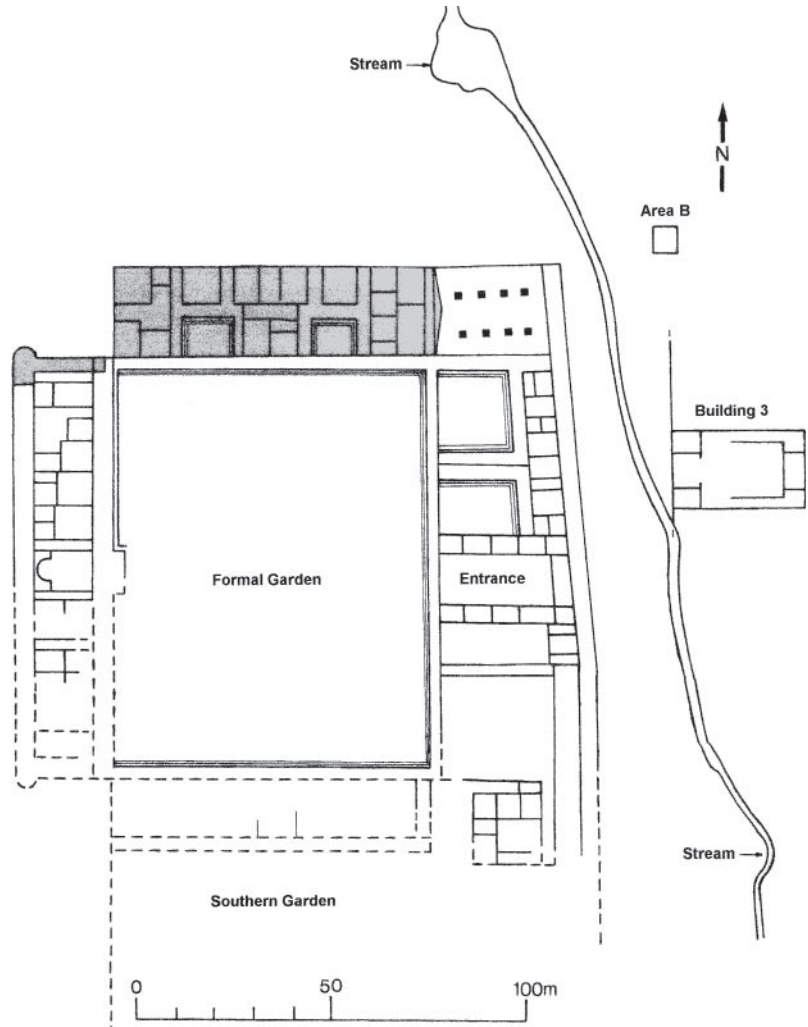 Stream
N
Area B
Building 3
Formal Garden
Entrance
Stream
Southern Garden
0 50 100m